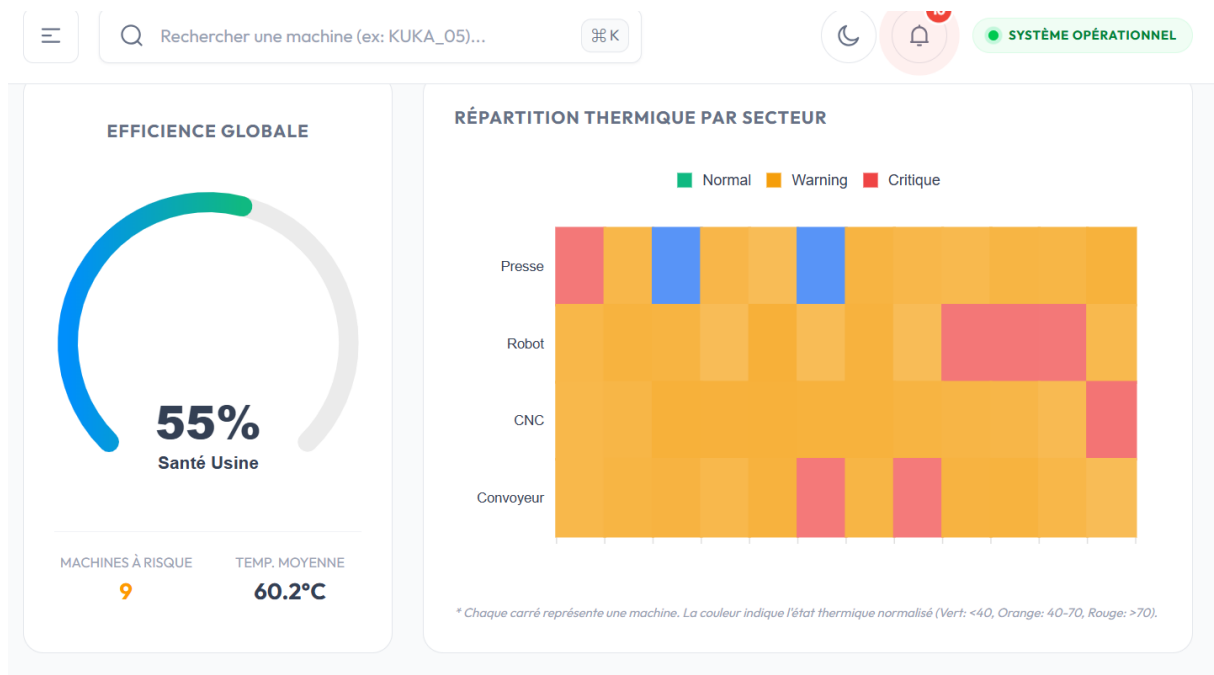 Rechercher une machine (ex: KUKA_05)...
⌘K
SYSTÈME OPÉRATIONNEL
EFFICIENCE GLOBALE
55%
Santé Usine
MACHINES À RISQUE
TEMP. MOYENNE
9
60.2°C
RÉPARTITION THERMIQUE PAR SECTEUR
Normal
Warning
Critique
Presse
Robot
CNC
Convoyeur
* Chaque carré représente une machine. La couleur indique l'état thermique normalisé (Vert: <40, Orange: 40-70, Rouge: >70).